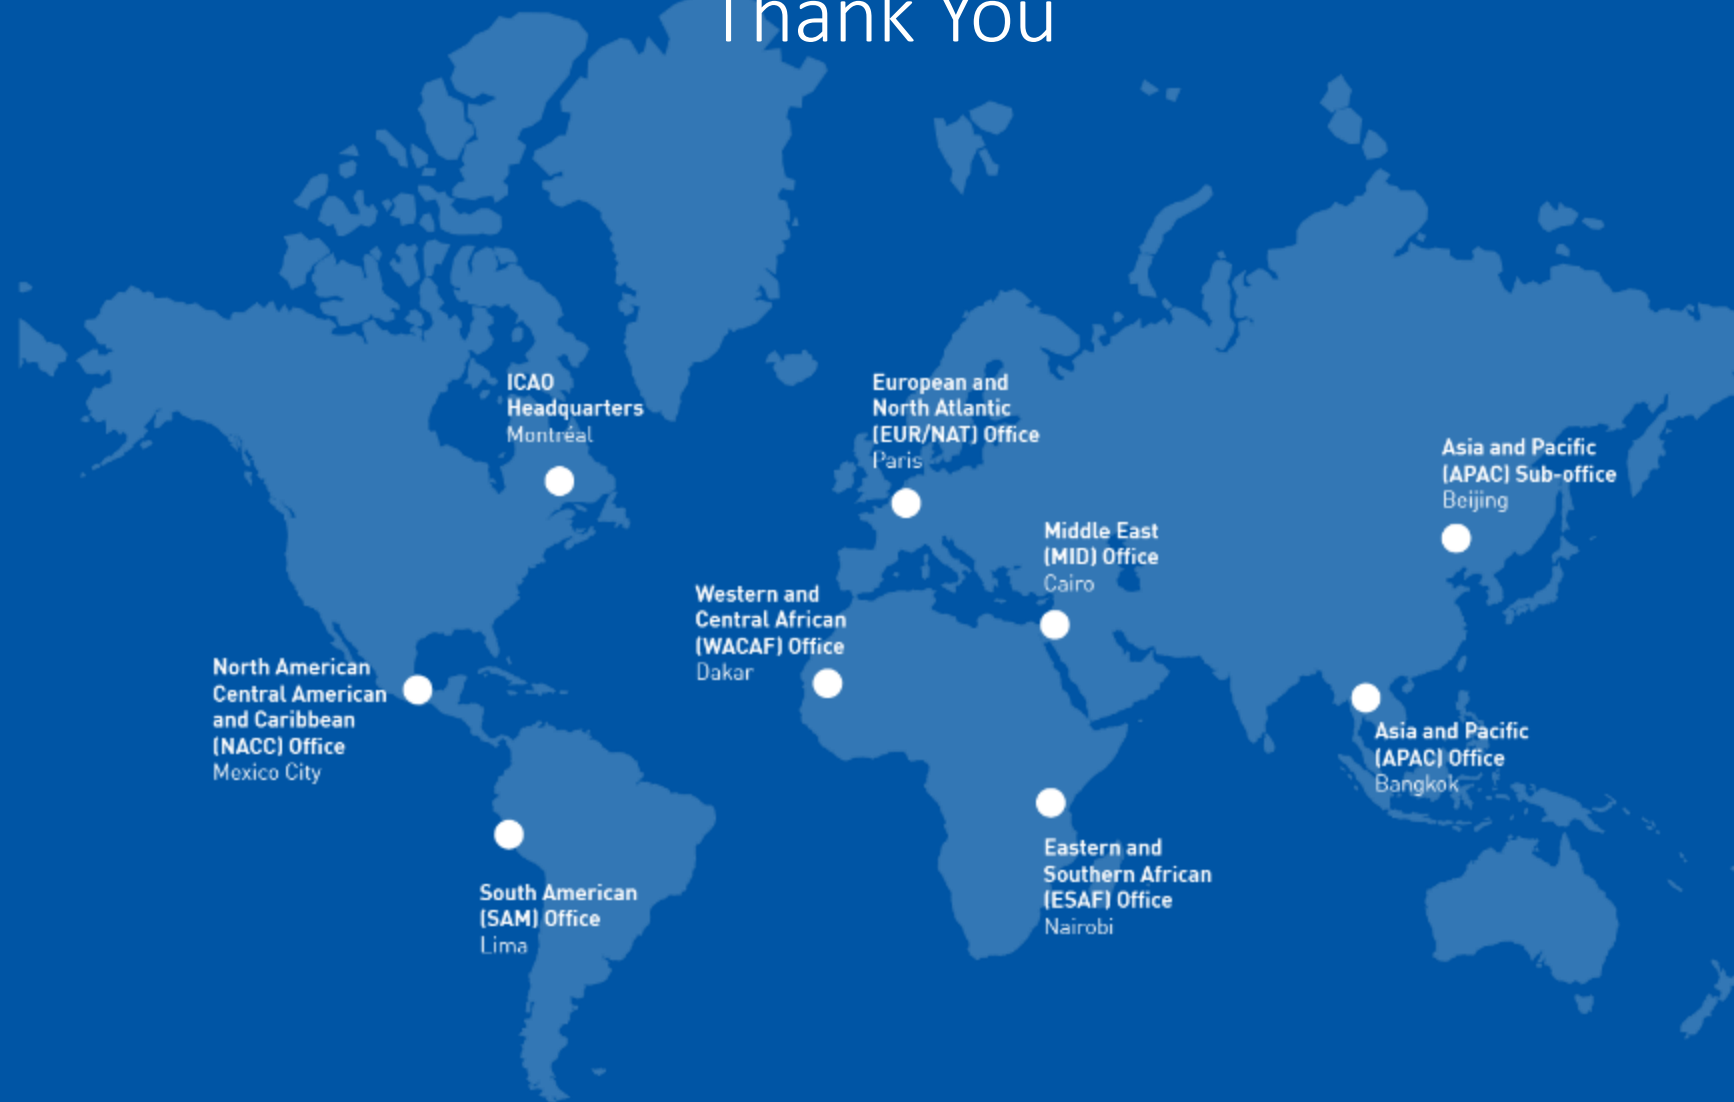 Thank You
ICAO
Headquarters
Montréal
European and
North Atlantic
(EUR/NAT) Office
Paris
Asia and Pacific
(APAC) Sub-office
Beijing
Middle East
(MID) Office
Cairo
Western and
Central African
(WACAF) Office
Dakar
North American
Central American
and Caribbean
(NACC) Office
Mexico City
Asia and Pacific
(APAC) Office
Bangkok
South American
(SAM) Office
Lima
Eastern and
Southern African
(ESAF) Office
Nairobi